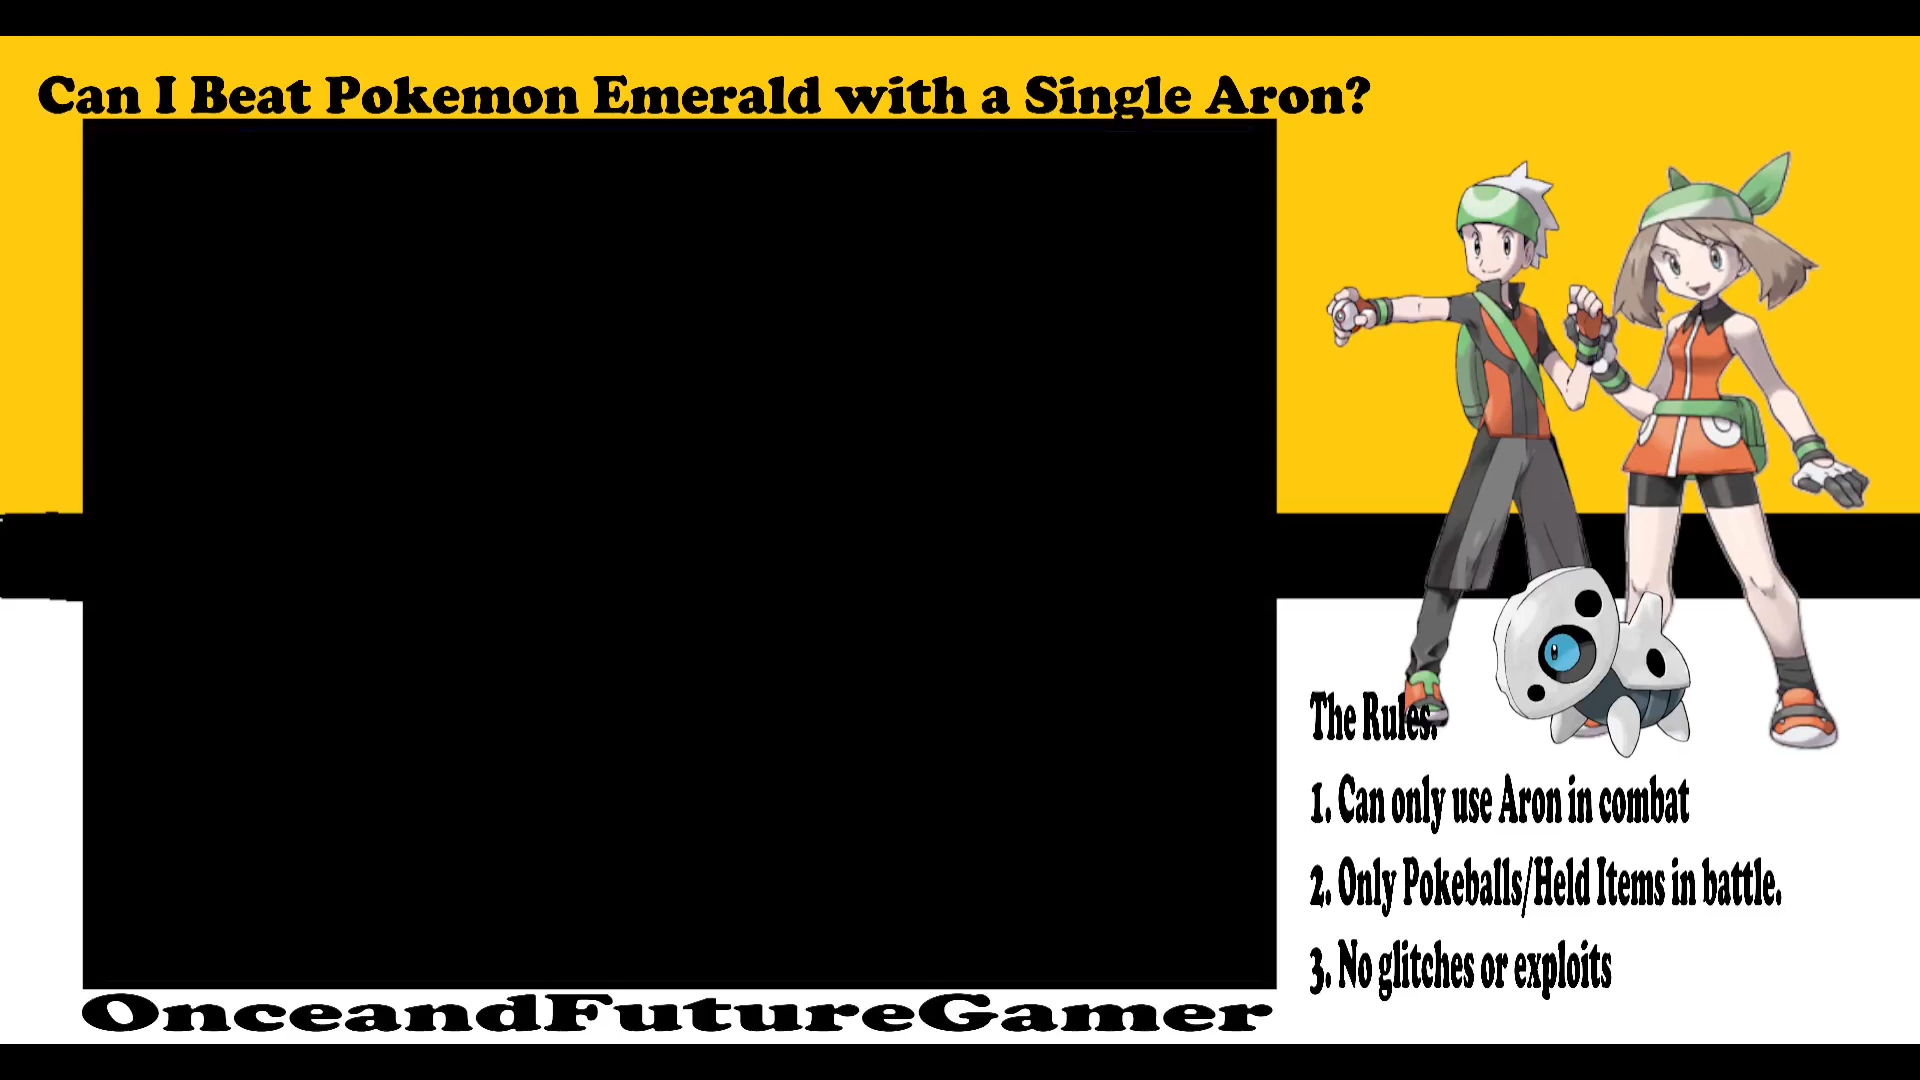 Can I Beat Pokemon Emerald with a Single Aron?
The Rules:
1. Can only use Aron in combat
2. Only Pokeballs/Held Items in battle.
3. No glitches or exploits
OnceandFutureGamer